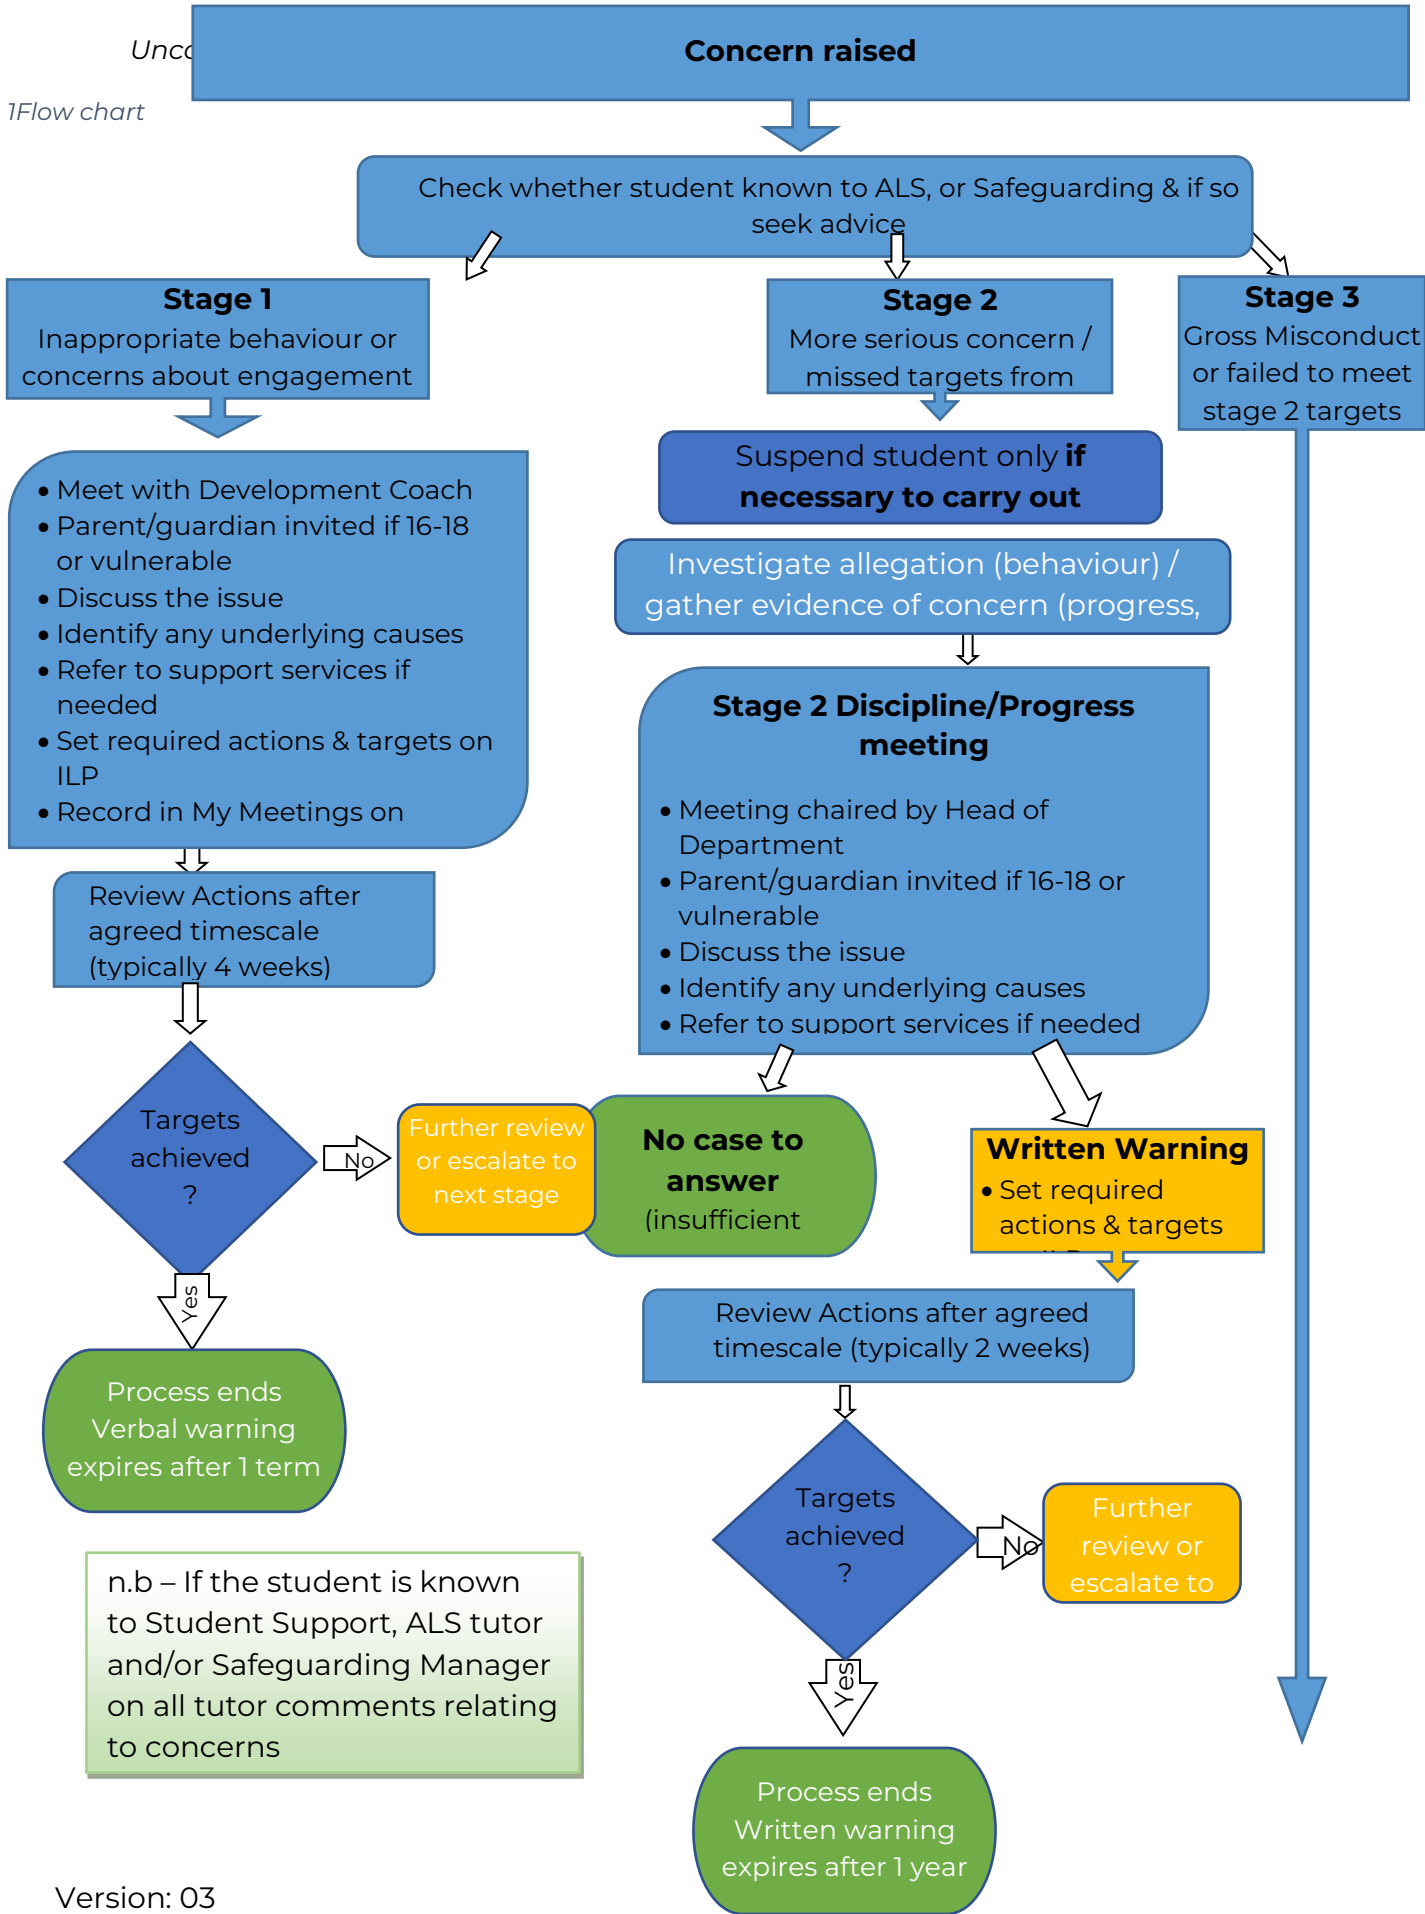 Concern raised
1Flow chart
Check whether student known to ALS, or Safeguarding & if so
seek advice
Stage 1
Inappropriate behaviour or
concerns about engagement
• Meet with Development Coach
• Parent/guardian invited if 16-18
or vulnerable
• Discuss the issue
• Identify any underlying causes
• Refer to support services if
needed
• Set required actions & targets on
ILP
• Record in My Meetings on
Review Actions after
agreed timescale
(typically 4 weeks)
Targets
achieved
?
No
Further review
or escalate to
next stage
Yes
Process ends
Verbal warning
expires after 1 term
n.b – If the student is known
to Student Support, ALS tutor
and/or Safeguarding Manager
on all tutor comments relating
to concerns
Stage 2
More serious concern /
missed targets from
Suspend student only if
necessary to carry out
Investigate allegation (behaviour) /
gather evidence of concern (progress,
Stage 2 Discipline/Progress
meeting
• Meeting chaired by Head of
Department
• Parent/guardian invited if 16-18 or
vulnerable
• Discuss the issue
• Identify any underlying causes
• Refer to support services if needed
No case to
answer
(insufficient
Written Warning
• Set required
actions & targets
Review Actions after agreed
timescale (typically 2 weeks)
Targets
achieved
?
No
Further
review or
escalate to
Yes
Process ends
Written warning
expires after 1 year
Stage 3
Gross Misconduct
or failed to meet
stage 2 targets
Version: 03